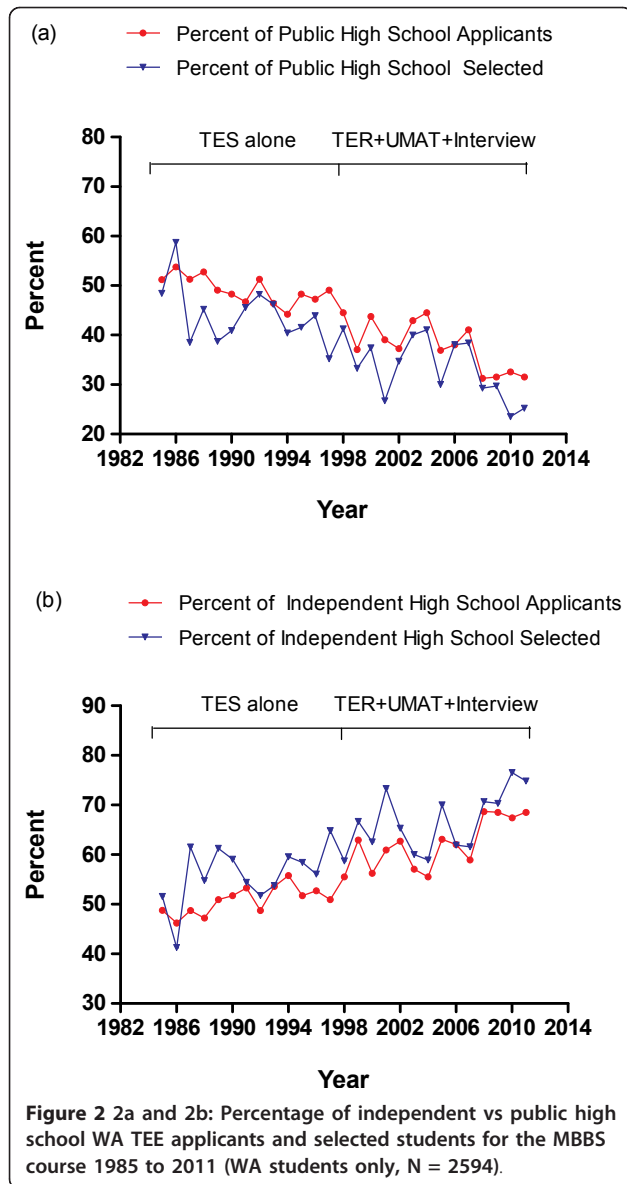 (a)
Percent of Public High School Applicants
Percent of Public High School Selected
TES alone TER+UMAT+Interview
80
70
60
50
40
30
20
Percent
1982 1986 1990 1994 1998 2002 2006 2010 2014
Year
(b)
Percent of Independent High School Applicants
Percent of Independent High School Selected
TES alone TER+UMAT+Interview
90
80
70
60
50
40
30
Percent
1982 1986 1990 1994 1998 2002 2006 2010 2014
Year
Figure 2 2a and 2b: Percentage of independent vs public high
school WA TEE applicants and selected students for the MBBS
course 1985 to 2011 (WA students only, N = 2594).